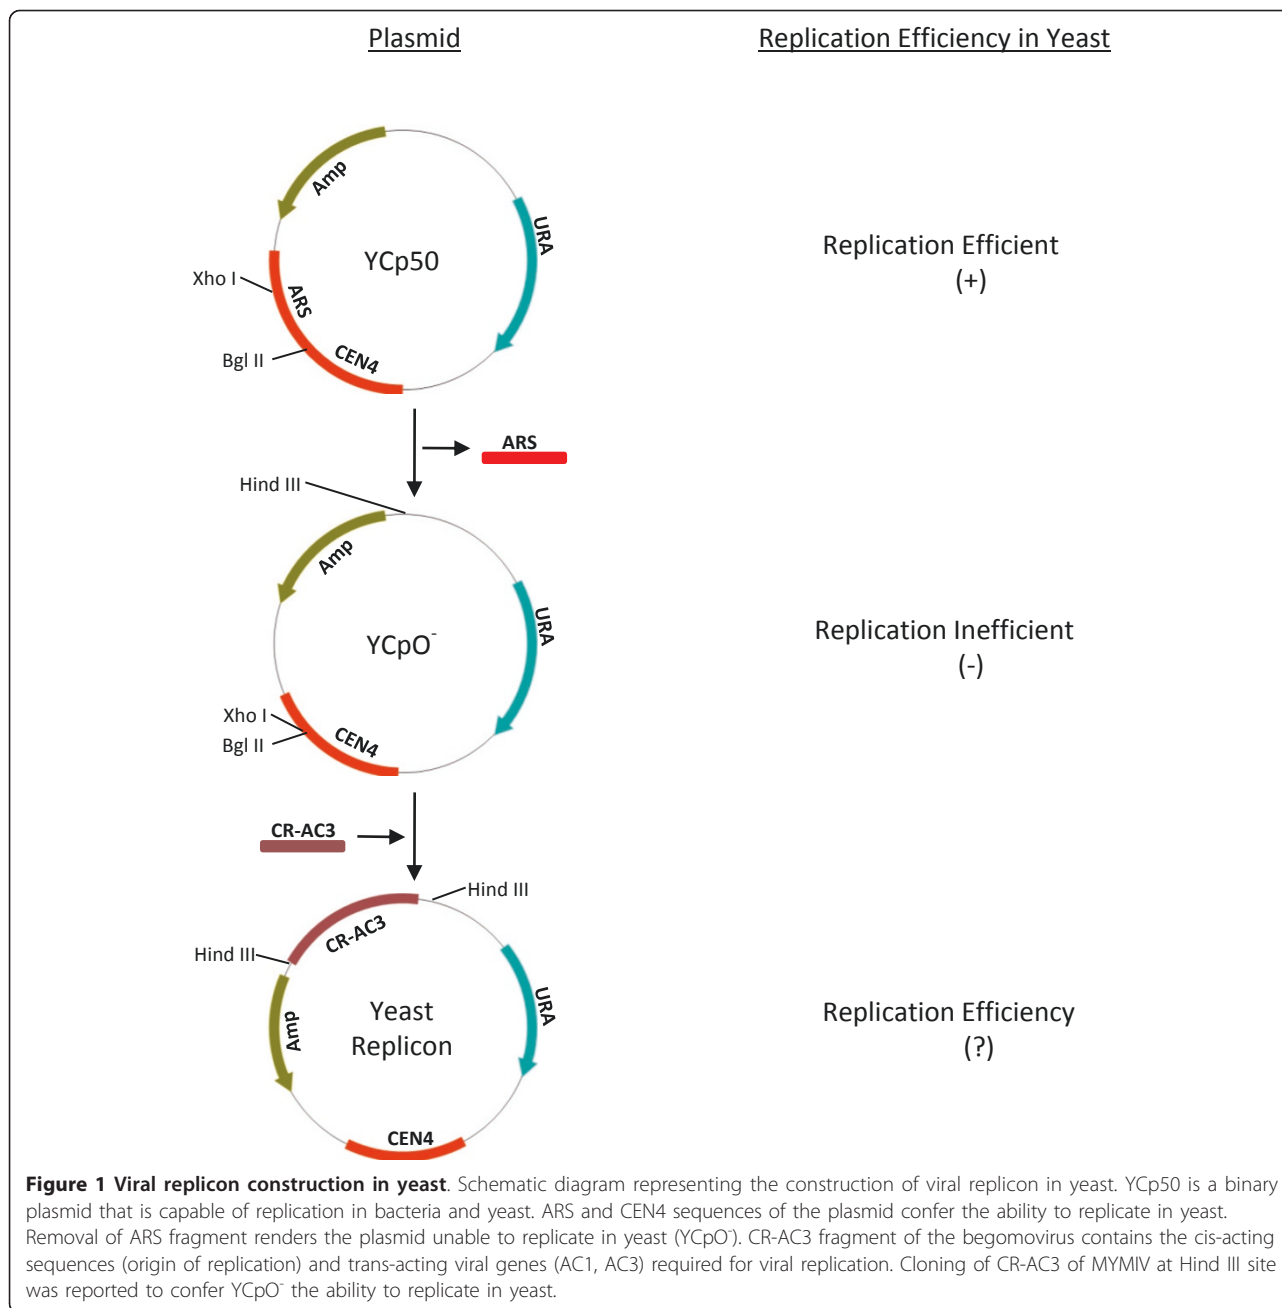 Plasmid
Replication Efficiency in Yeast
Amp
URA
YCp50
Replication Efficient
(+)
Xho I
ARS
Bgl II
CEN4
ARS
Hind III
Amp
URA
YCpO⁻
Replication Inefficient
(-)
Xho I
Bgl II
CEN4
CR-AC3
Hind III
CR-AC3
Hind III
URA
Amp
Yeast
Replicon
Replication Efficiency
(?)
CEN4
Figure 1 Viral replicon construction in yeast. Schematic diagram representing the construction of viral replicon in yeast. YCp50 is a binary
plasmid that is capable of replication in bacteria and yeast. ARS and CEN4 sequences of the plasmid confer the ability to replicate in yeast.
Removal of ARS fragment renders the plasmid unable to replicate in yeast (YCpO⁻). CR-AC3 fragment of the begomovirus contains the cis-acting
sequences (origin of replication) and trans-acting viral genes (AC1, AC3) required for viral replication. Cloning of CR-AC3 of MYMIV at Hind III site
was reported to confer YCpO⁻ the ability to replicate in yeast.